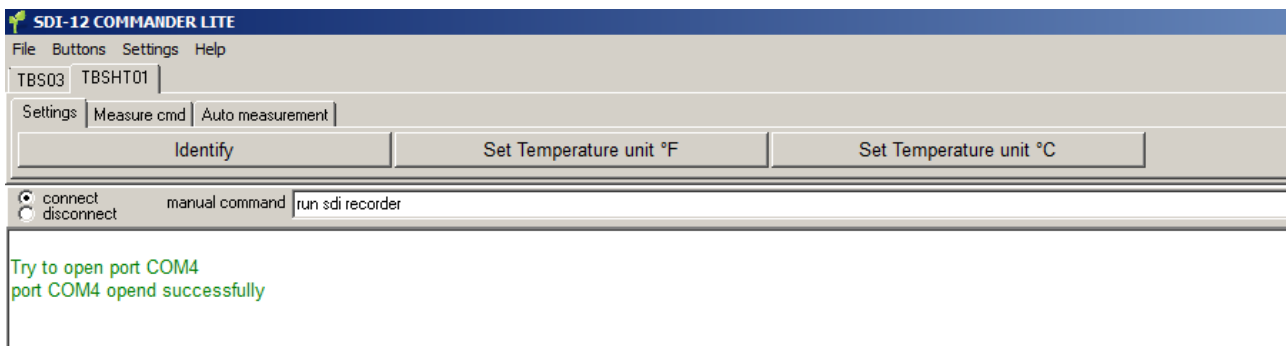 SDI-12 COMMANDER LITE
File Buttons Settings Help
TBS03 TBSHT01
Settings Measure cmd Auto measurement
Identify Set Temperature unit °F Set Temperature unit °C
connect
disconnect
manual command run sdi recorder
Try to open port COM4
port COM4 opend successfully